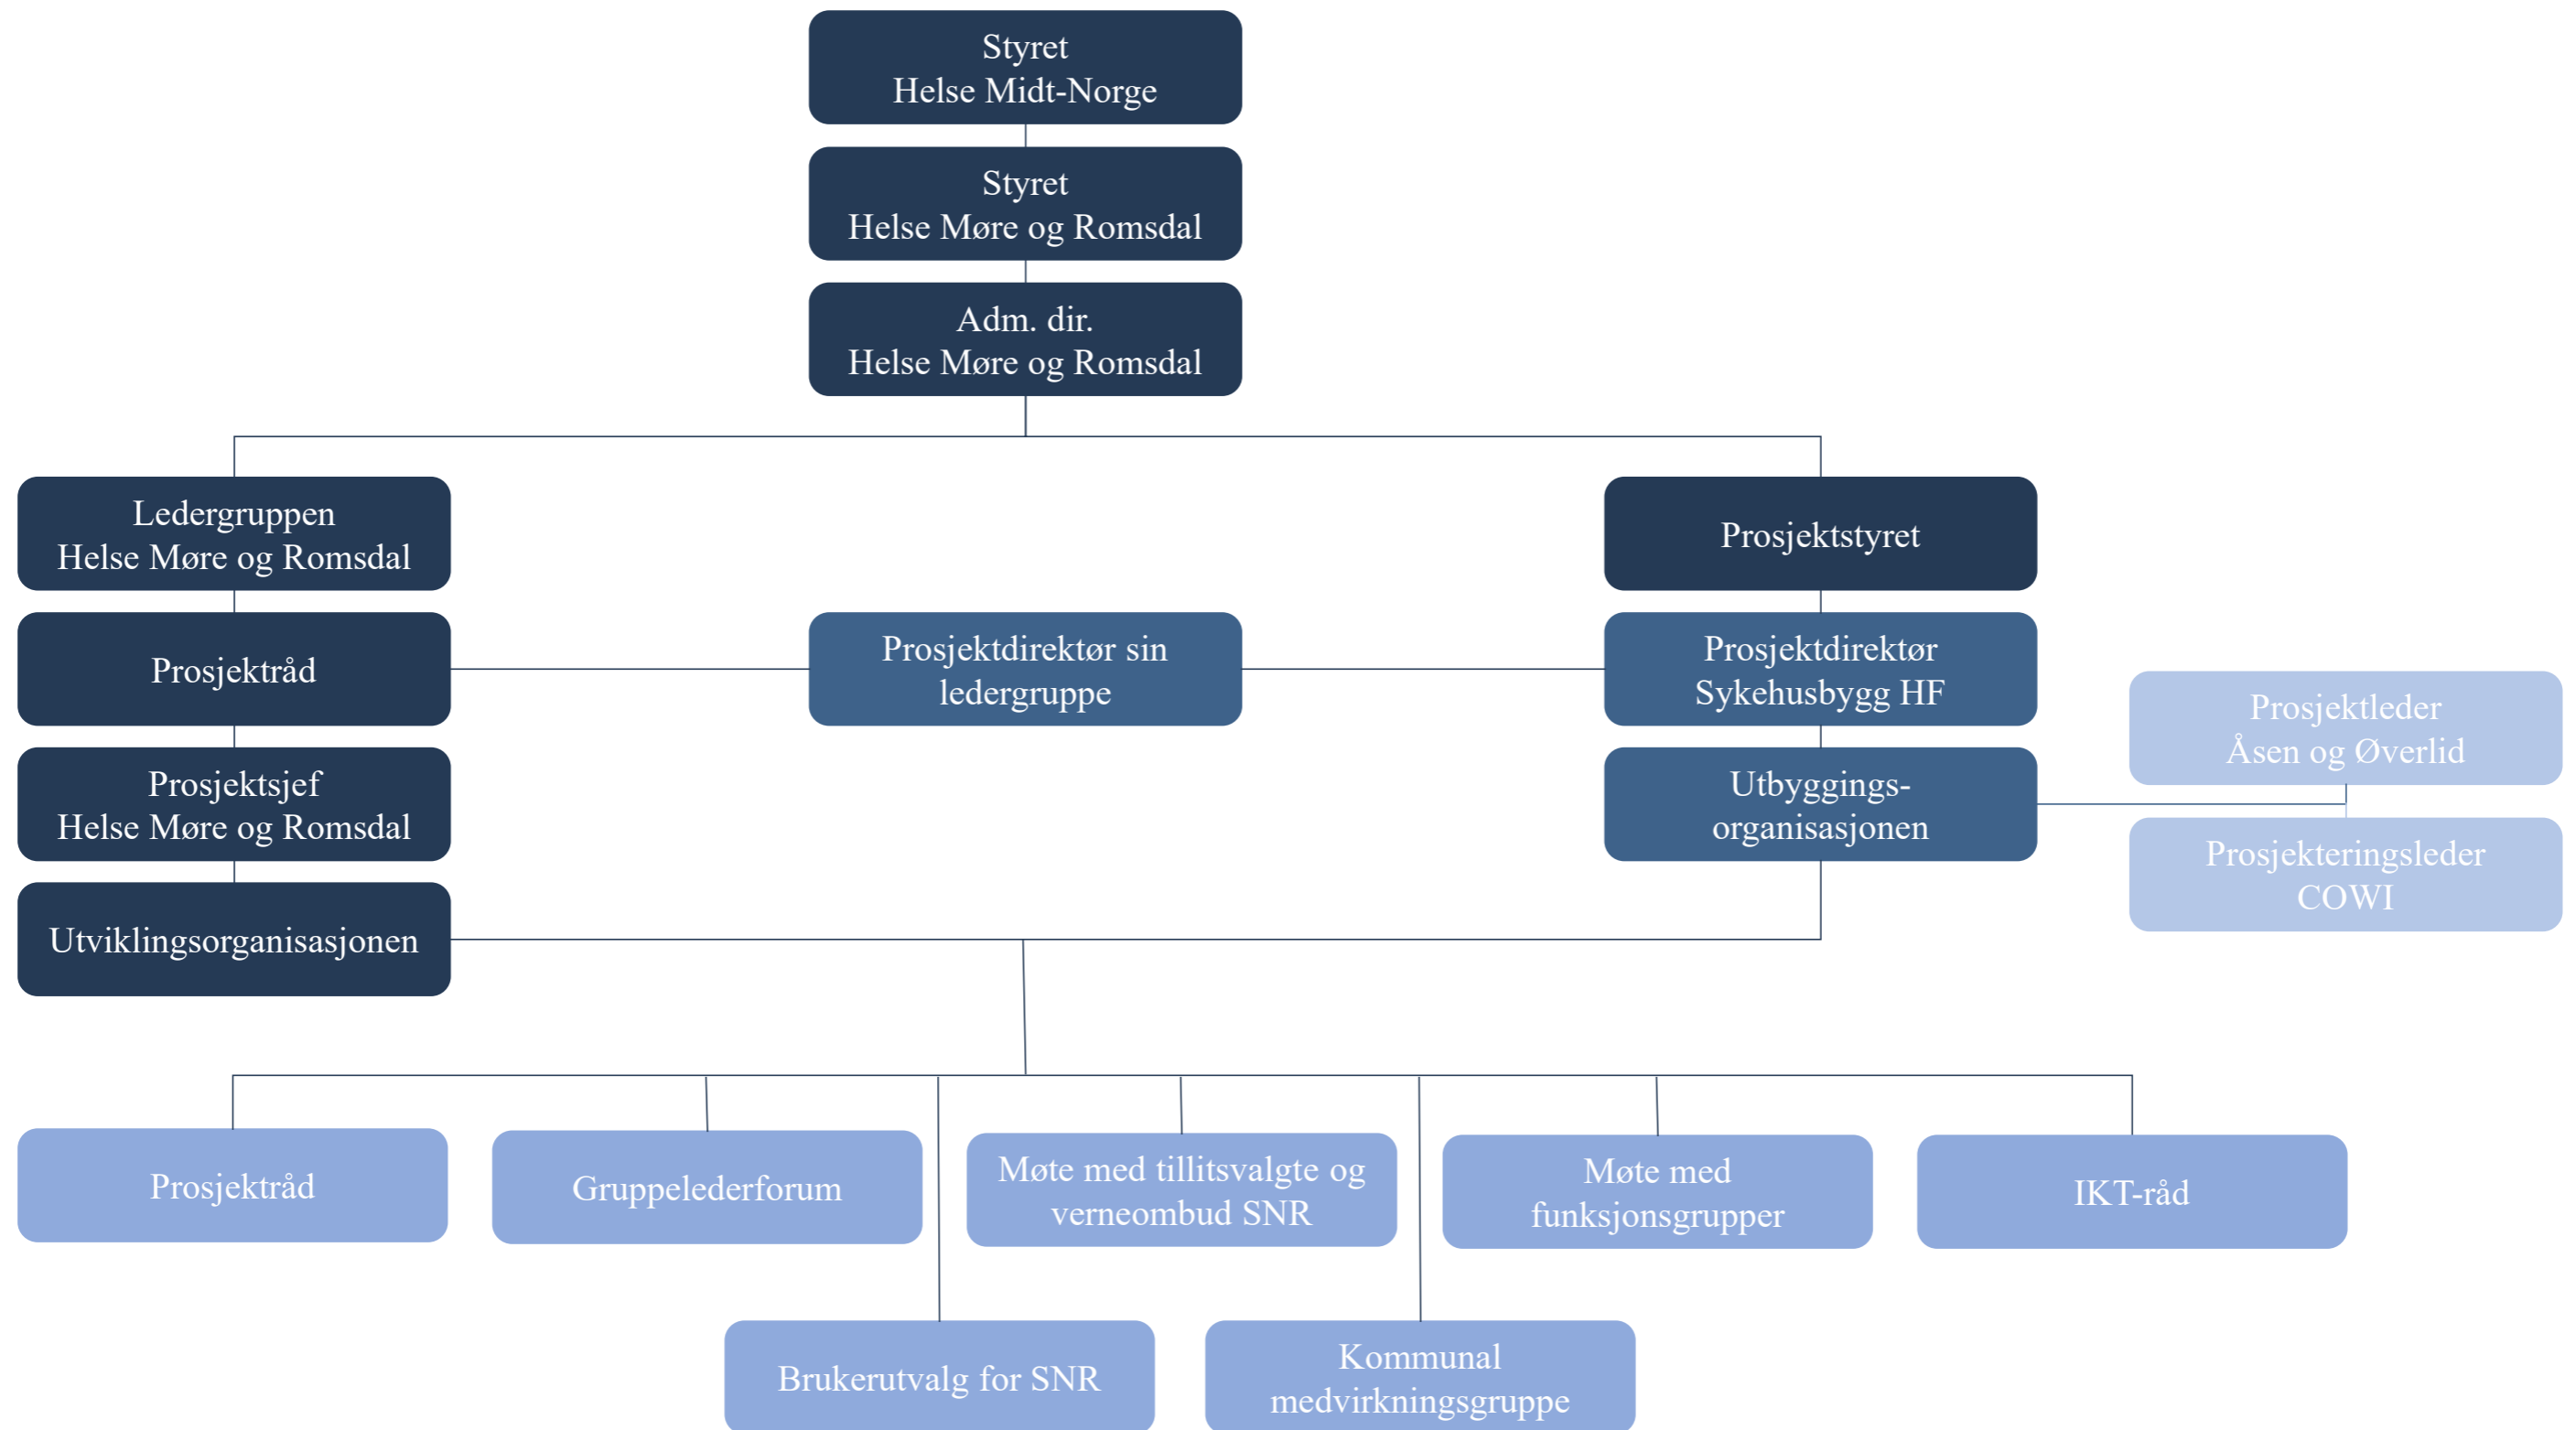 Styret
Helse Midt-Norge
Styret
Helse Møre og Romsdal
Adm. dir.
Helse Møre og Romsdal
Ledergruppen
Helse Møre og Romsdal
Prosjektstyret
Prosjektråd
Prosjektdirektør sin
ledergruppe
Prosjektdirektør
Sykehusbygg HF
Prosjektleder
Åsen og Øverlid
Prosjektsjef
Helse Møre og Romsdal
Utbyggings-
organisasjonen
Prosjekteringsleder
COWI
Utviklingsorganisasjonen
Prosjektråd
Gruppelederforum
Møte med tillitsvalgte og
verneombud SNR
Møte med
funksjonsgrupper
IKT-råd
Brukerutvalg for SNR
Kommunal
medvirkningsgruppe